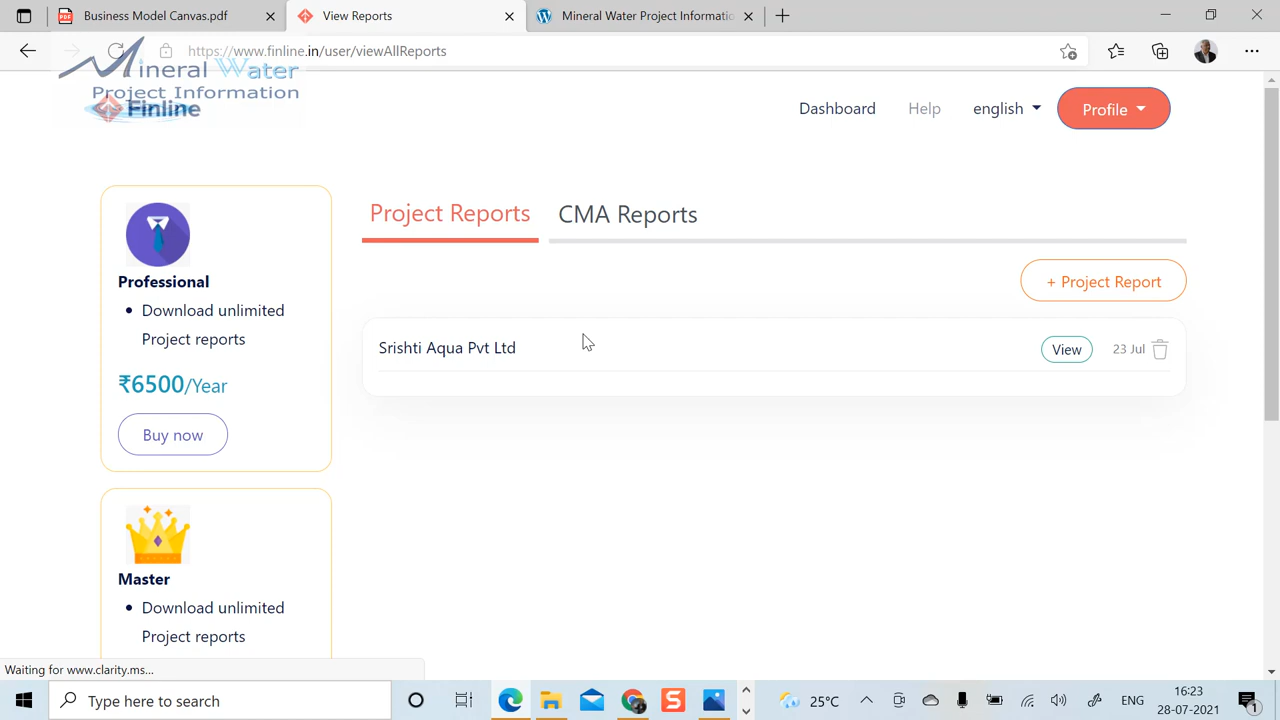 Business Model Canvas.pdf
View Reports
Mineral Water Project Informatio
https://www.finline.in/user/viewAllReports
Mineral Water
Project Information
Finline
Dashboard
Help
english
Profile
Project Reports
CMA Reports
+ Project Report
Srishti Aqua Pvt Ltd
View
23 Jul
Professional
• Download unlimited
Project reports
₹6500/Year
Buy now
Master
• Download unlimited
Project reports
Waiting for www.clarity.ms...
Type here to search
25°C
ENG
16:23
28-07-2021
1